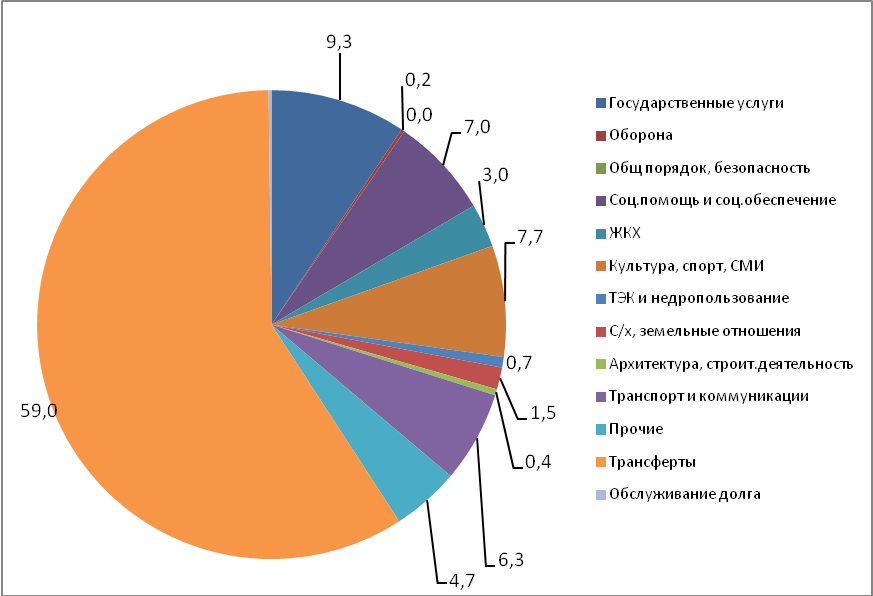 9,3
0,2
0,0
7,0
3,0
7,7
0,7
1,5
0,4
6,3
4,7
59,0
Государственные услуги
Оборона
Общ порядок, безопасность
Соц.помощь и соц.обеспечение
ЖКХ
Культура, спорт, СМИ
ТЭК и недропользование
С/х, земельные отношения
Архитектура, строит.деятельность
Транспорт и коммуникации
Прочие
Трансферты
Обслуживание долга